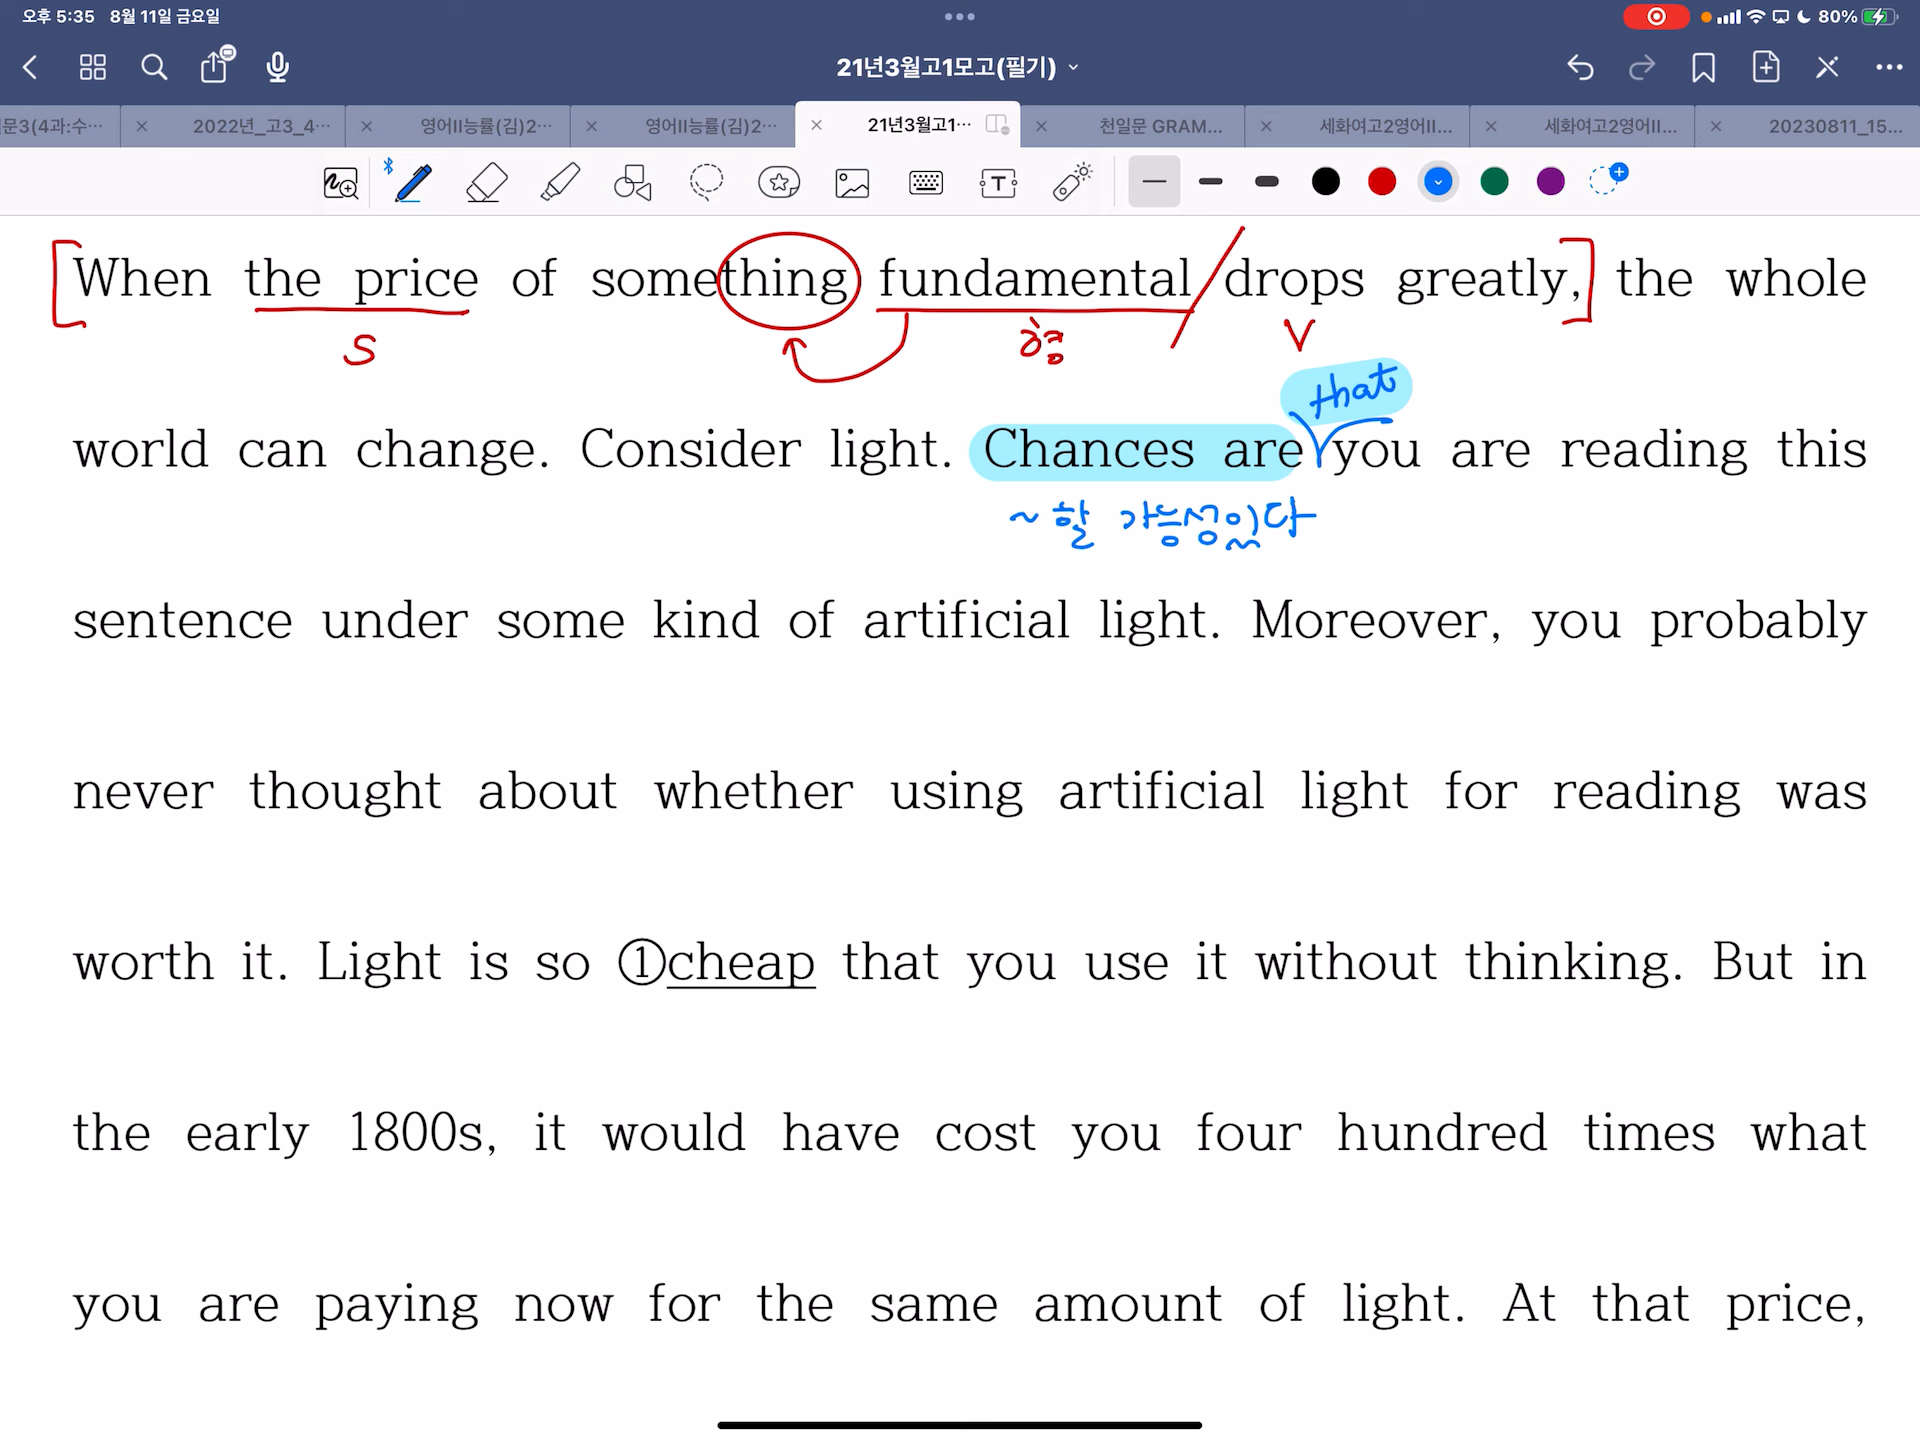 오후 5:35 8월 11일 금요일
80%
21년3월고1모고(필기)
문3(4과:수···
2022년_고3_4···
영어II능률(김)2···
영어II능률(김)2···
21년3월고1···
천일문 GRAM...
세화여고2영어II...
세화여고2영어II...
20230811_15...
When the price of something fundamental drops greatly, the whole
S
형
V
that
world can change. Consider light. Chances are you are reading this
~할 가능성있다
sentence under some kind of artificial light. Moreover, you probably
never thought about whether using artificial light for reading was
worth it. Light is so ①cheap that you use it without thinking. But in
the early 1800s, it would have cost you four hundred times what
you are paying now for the same amount of light. At that price,